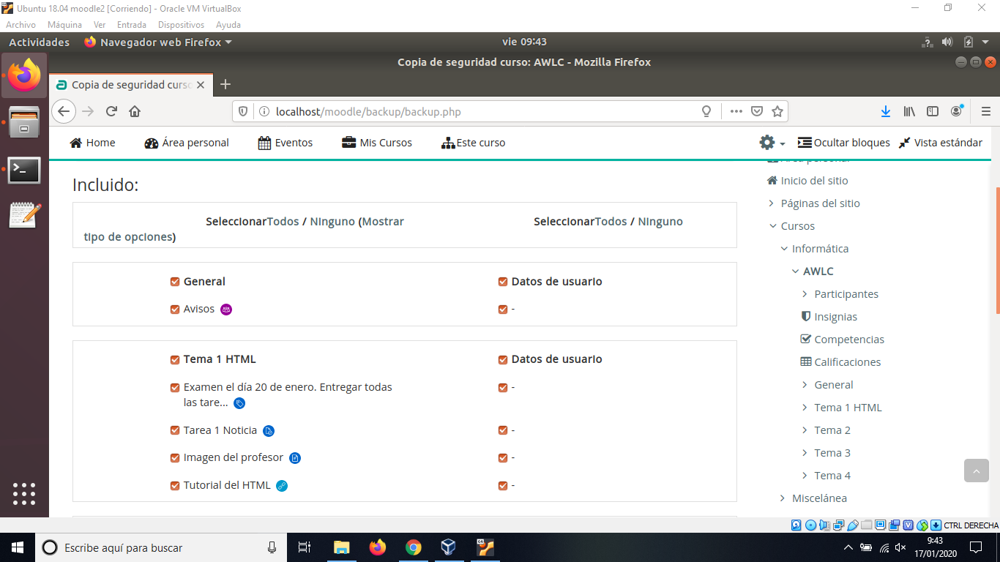 Ubuntu 18.04 moodle2 [Corriendo] - Oracle VM VirtualBox
Archivo Máquina Ver Entrada Dispositivos Ayuda
Actividades Navegador web Firefox vie 09:43
Copia de seguridad curso: AWLC - Mozilla Firefox
Copia de seguridad curso
localhost/moodle/backup/backup.php
Home Área personal Eventos Mis Cursos Este curso Ocultar bloques Vista estándar
Incluido:
SeleccionarTodos / Ninguno (Mostrar
tipo de opciones)
SeleccionarTodos / Ninguno
General Datos de usuario
Avisos -
Tema 1 HTML Datos de usuario
Examen el día 20 de enero. Entregar todas
las tare... -
Tarea 1 Noticia -
Imagen del profesor -
Tutorial del HTML -
Área personal
Inicio del sitio
Páginas del sitio
Cursos
Informática
AWLC
Participantes
Insignias
Competencias
Calificaciones
General
Tema 1 HTML
Tema 2
Tema 3
Tema 4
Miscelánea
CTRL DERECHA
Escribe aquí para buscar
9:43
17/01/2020